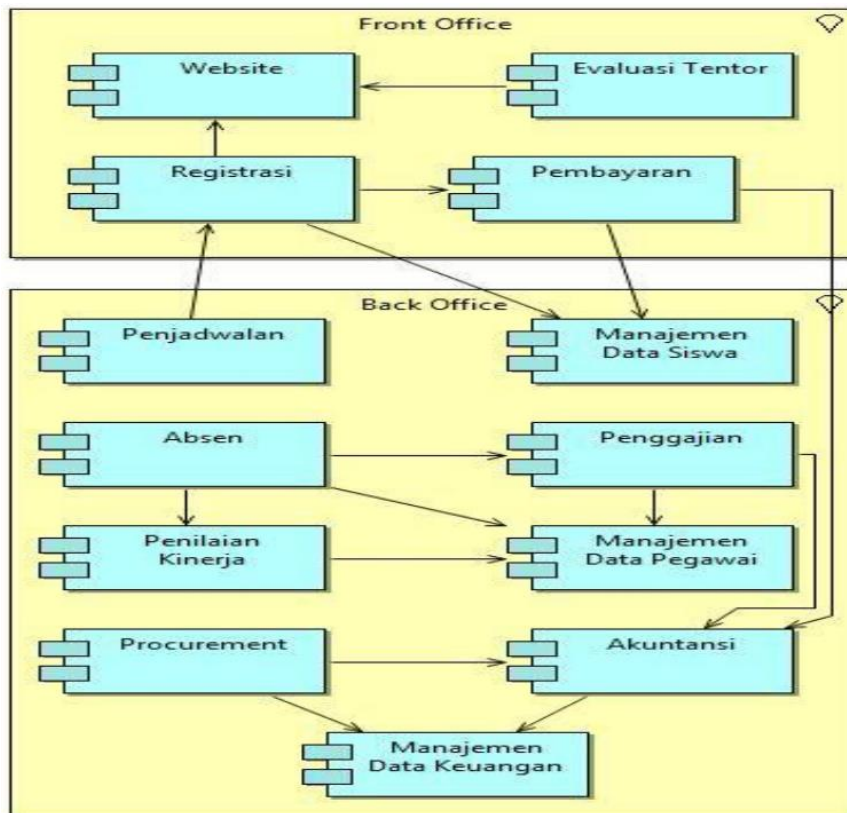 Front Office
Website
Evaluasi Tentor
Registrasi
Pembayaran
Back Office
Penjadwalan
Manajemen
Data Siswa
Absen
Penggajian
Penilaian
Kinerja
Manajemen
Data Pegawai
Procurement
Akuntansi
Manajemen
Data Keuangan